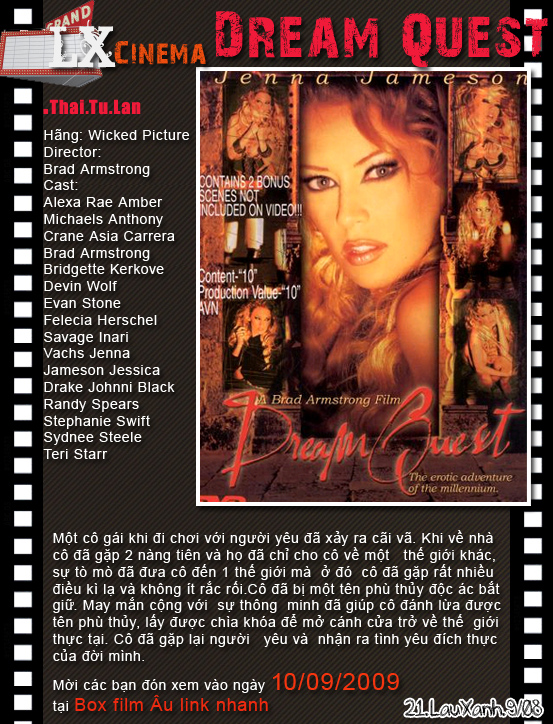 GRAND
LX CINEMA
DREAM QUEST
.Thai.Tu.Lan
Hãng: Wicked Picture
Director:
Brad Armstrong
Cast:
Alexa Rae Amber
Michaels Anthony
Crane Asia Carrera
Brad Armstrong
Bridgette Kerkove
Devin Wolf
Evan Stone
Felecia Herschel
Savage Inari
Vachs Jenna
Jameson Jessica
Drake Johnni Black
Randy Spears
Stephanie Swift
Sydnee Steele
Teri Starr
Jenna Jameson
CONTAINS 2 BONUS
SCENES NOT
INCLUDED ON VIDEO!!!
Content-“10”
Production Value-“10”
AVN
A Brad Armstrong Film
Dream Quest
The erotic adventure
of the millennium.
Một cô gái khi đi chơi với người yêu đã xảy ra cãi vã. Khi về nhà
cô đã gặp 2 nàng tiên và họ đã chỉ cho cô về một thế giới khác,
sự tò mò đã đưa cô đến 1 thế giới mà ở đó cô đã gặp rất nhiều
điều kì lạ và không ít rắc rối.Cô đã bị một tên phù thủy độc ác bắt
giữ. May mắn cộng với sự thông minh đã giúp cô đánh lừa được
tên phù thủy, lấy được chìa khóa để mở cánh cửa trở về thế giới
thực tại. Cô đã gặp lại người yêu và nhận ra tình yêu đích thực
của đời mình.
Mời các bạn đón xem vào ngày 10/09/2009
tại Box film Âu link nhanh
21.LauXanh.9/08